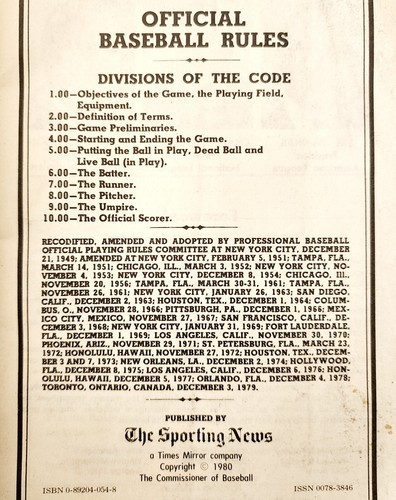 OFFICIAL
BASEBALL RULES
DIVISIONS OF THE CODE
1.00—Objectives of the Game, the Playing Field,
Equipment.
2.00—Definition of Terms.
3.00—Game Preliminaries.
4.00—Starting and Ending the Game.
5.00—Putting the Ball in Play, Dead Ball and
Live Ball (in Play).
6.00—The Batter.
7.00—The Runner.
8.00—The Pitcher.
9.00—The Umpire.
10.00—The Official Scorer.
RECODIFIED, AMENDED AND ADOPTED BY PROFESSIONAL BASEBALL
OFFICIAL PLAYING RULES COMMITTEE AT NEW YORK CITY, DECEMBER
21, 1949; AMENDED AT NEW YORK CITY, FEBRUARY 5, 1951; TAMPA, FLA.,
MARCH 14, 1951; CHICAGO, ILL., MARCH 3, 1952; NEW YORK CITY, NO-
VEMBER 4, 1953; NEW YORK CITY, DECEMBER 8, 1954; CHICAGO, ILL.,
NOVEMBER 20, 1956; TAMPA, FLA., MARCH 30-31, 1961; TAMPA, FLA.,
NOVEMBER 26, 1961; NEW YORK CITY, JANUARY 26, 1963; SAN DIEGO,
CALIF., DECEMBER 2, 1963; HOUSTON, TEX., DECEMBER 1, 1964; COLUM-
BUS, O., NOVEMBER 28, 1966; PITTSBURGH, PA., DECEMBER 1, 1966; MEX-
ICO CITY, MEXICO, NOVEMBER 27, 1967; SAN FRANCISCO, CALIF., DE-
CEMBER 3, 1968; NEW YORK CITY, JANUARY 31, 1969; FORT LAUDERDALE,
FLA., DECEMBER 1, 1969; LOS ANGELES, CALIF., NOVEMBER 30, 1970;
PHOENIX, ARIZ., NOVEMBER 29, 1971; ST. PETERSBURG, FLA., MARCH 23,
1972; HONOLULU, HAWAII, NOVEMBER 27, 1972; HOUSTON, TEX., DECEM-
BER 3 AND 7, 1973; NEW ORLEANS, LA., DECEMBER 2, 1974; HOLLYWOOD,
FLA., DECEMBER 8, 1975; LOS ANGELES, CALIF., DECEMBER 6, 1976; HON-
OLULU, HAWAII, DECEMBER 5, 1977; ORLANDO, FLA., DECEMBER 4, 1978;
TORONTO, ONTARIO, CANADA, DECEMBER 3, 1979.
PUBLISHED BY
The Sporting News
a Times Mirror company
Copyright © 1980
The Commissioner of Baseball
ISBN 0-89204-054-8
ISSN 0078-3846